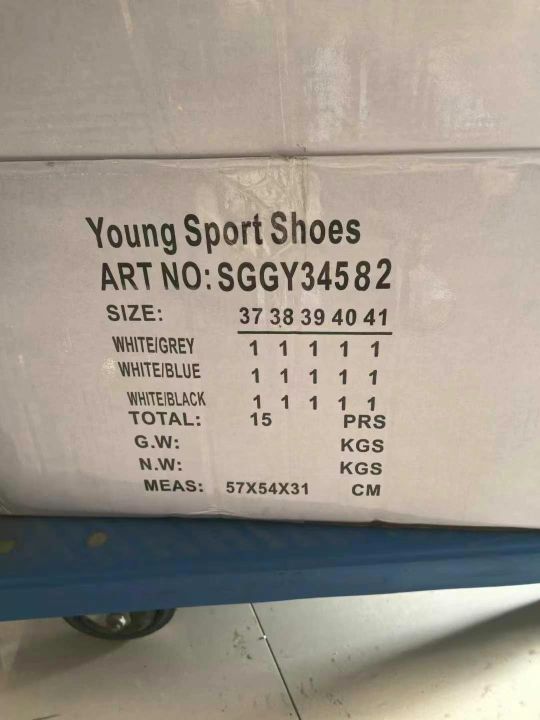 Young Sport Shoes
ART NO: SGGY34582
SIZE: 37 38 39 40 41
WHITE/GREY 1 1 1 1 1
WHITE/BLUE 1 1 1 1 1
WHITE/BLACK 1 1 1 1 1
TOTAL: 15 PRS
G.W: KGS
N.W: KGS
MEAS: 57X54X31 CM